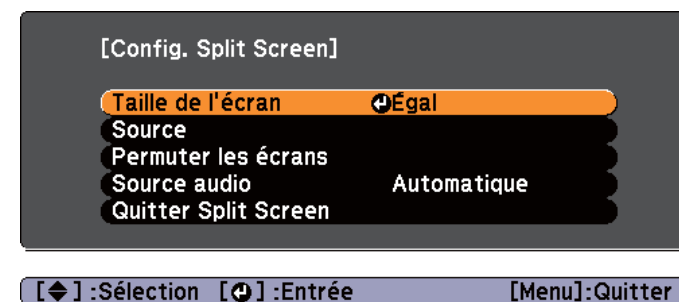 [Config. Split Screen]
Taille de l'écran Égal
Source
Permuter les écrans
Source audio Automatique
Quitter Split Screen
[◆] :Sélection [⏎] :Entrée [Menu]:Quitter